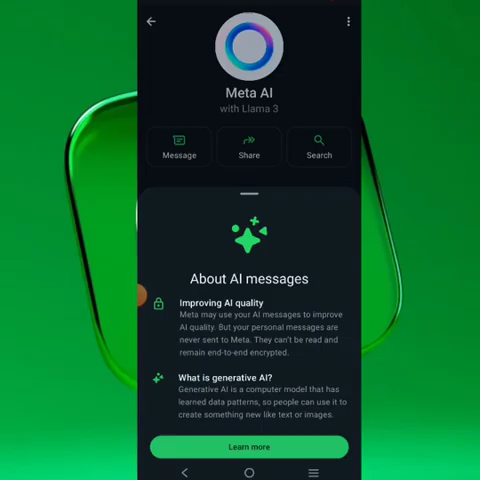 Meta AI
with Llama 3
Message
Share
Search
About AI messages
Improving AI quality
Meta may use your AI messages to improve
AI quality. But your personal messages are
never sent to Meta. They can't be read and
remain end-to-end encrypted.
What is generative AI?
Generative AI is a computer model that has
learned data patterns, so people can use it to
create something new like text or images.
Learn more